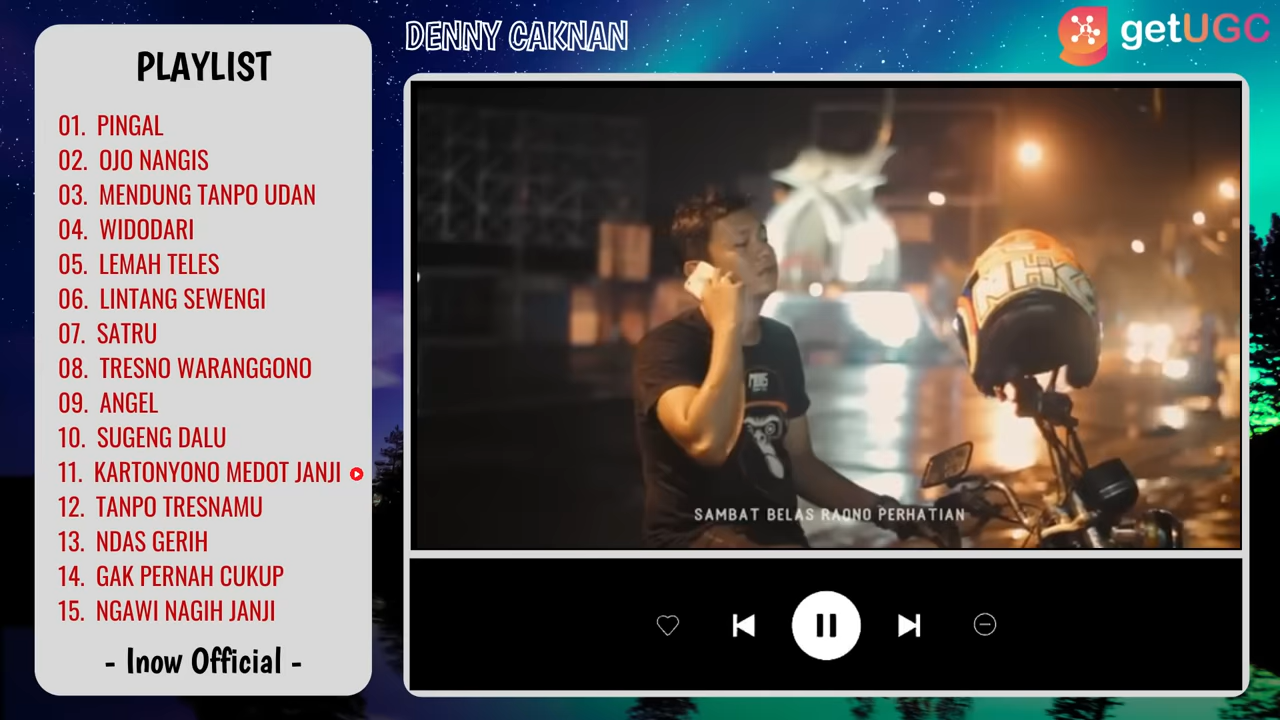 DENNY CAKNAN
getUGC
PLAYLIST
01. PINGAL
02. OJO NANGIS
03. MENDUNG TANPO UDAN
04. WIDODARI
05. LEMAH TELES
06. LINTANG SEWENGI
07. SATRU
08. TRESNO WARANGGONO
09. ANGEL
10. SUGENG DALU
11. KARTONYONO MEDOT JANJI
12. TANPO TRESNAMU
13. NDAS GERIH
14. GAK PERNAH CUKUP
15. NGAWI NAGIH JANJI
- Inow Official -
NHK
SAMBAT BELAS RAONO PERHATIAN